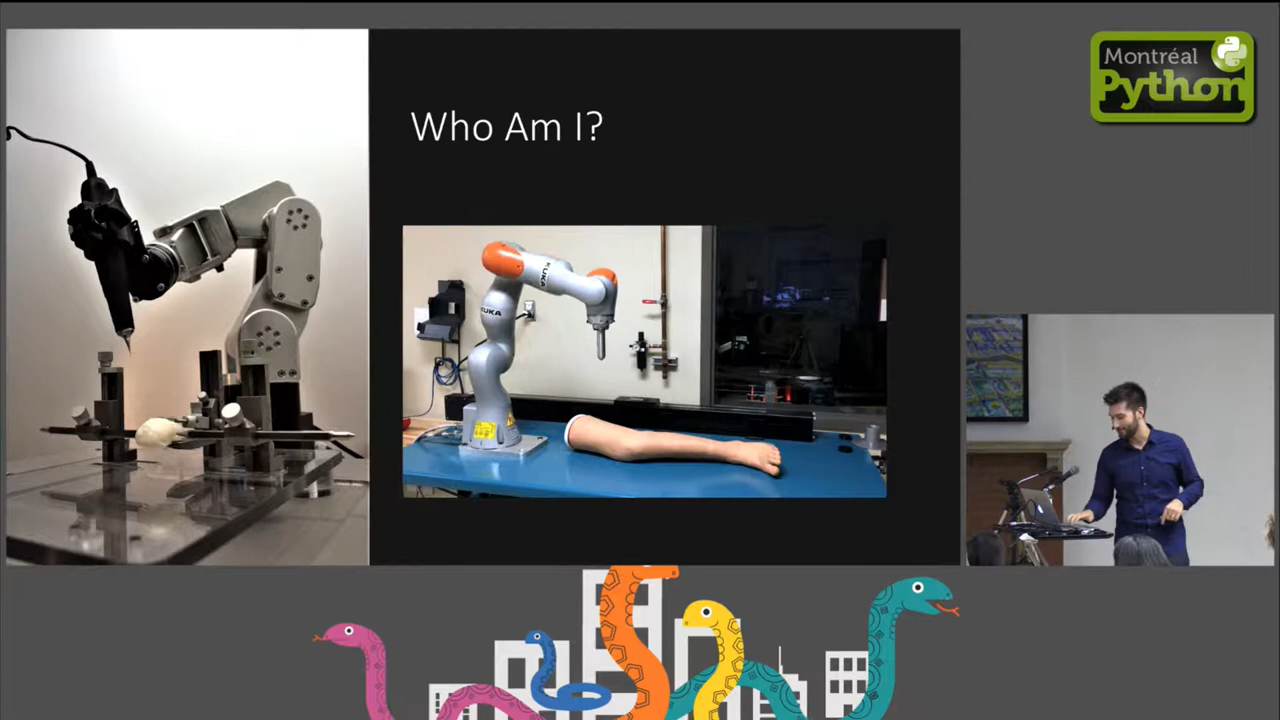 Who Am I?
KUKA
KUKA
Montréal
Python